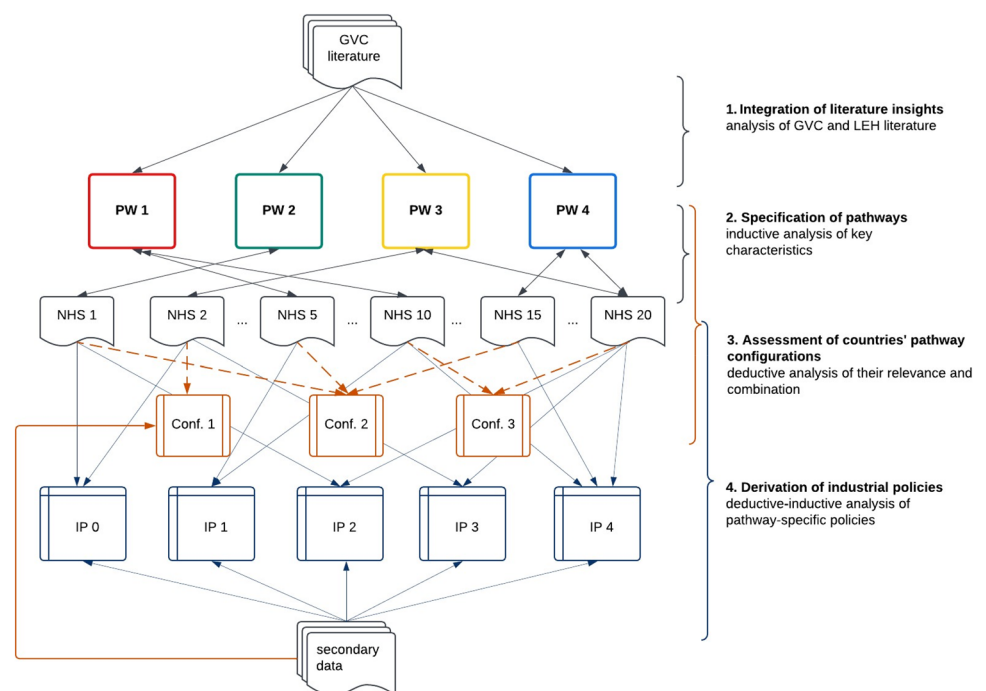 GVC
literature
1. Integration of literature insights
analysis of GVC and LEH literature
PW 1
PW 2
PW 3
PW 4
2. Specification of pathways
inductive analysis of key
characteristics
NHS 1
NHS 2
...
NHS 5
...
NHS 10
...
NHS 15
...
NHS 20
3. Assessment of countries' pathway
configurations
deductive analysis of their relevance and
combination
Conf. 1
Conf. 2
Conf. 3
4. Derivation of industrial policies
deductive-inductive analysis of
pathway-specific policies
IP 0
IP 1
IP 2
IP 3
IP 4
secondary
data